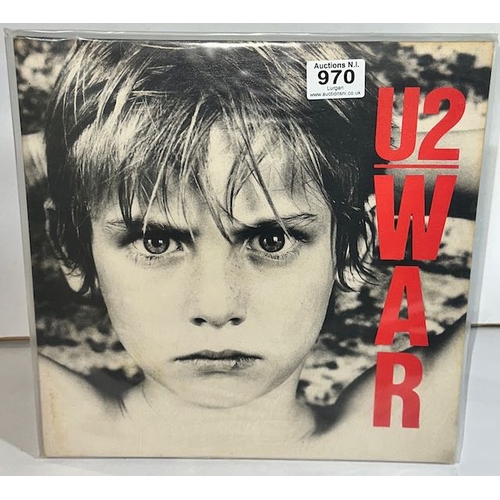 Auctions N.I.
970
Lurgan
www.auctionsni.co.uk
U2
WAR